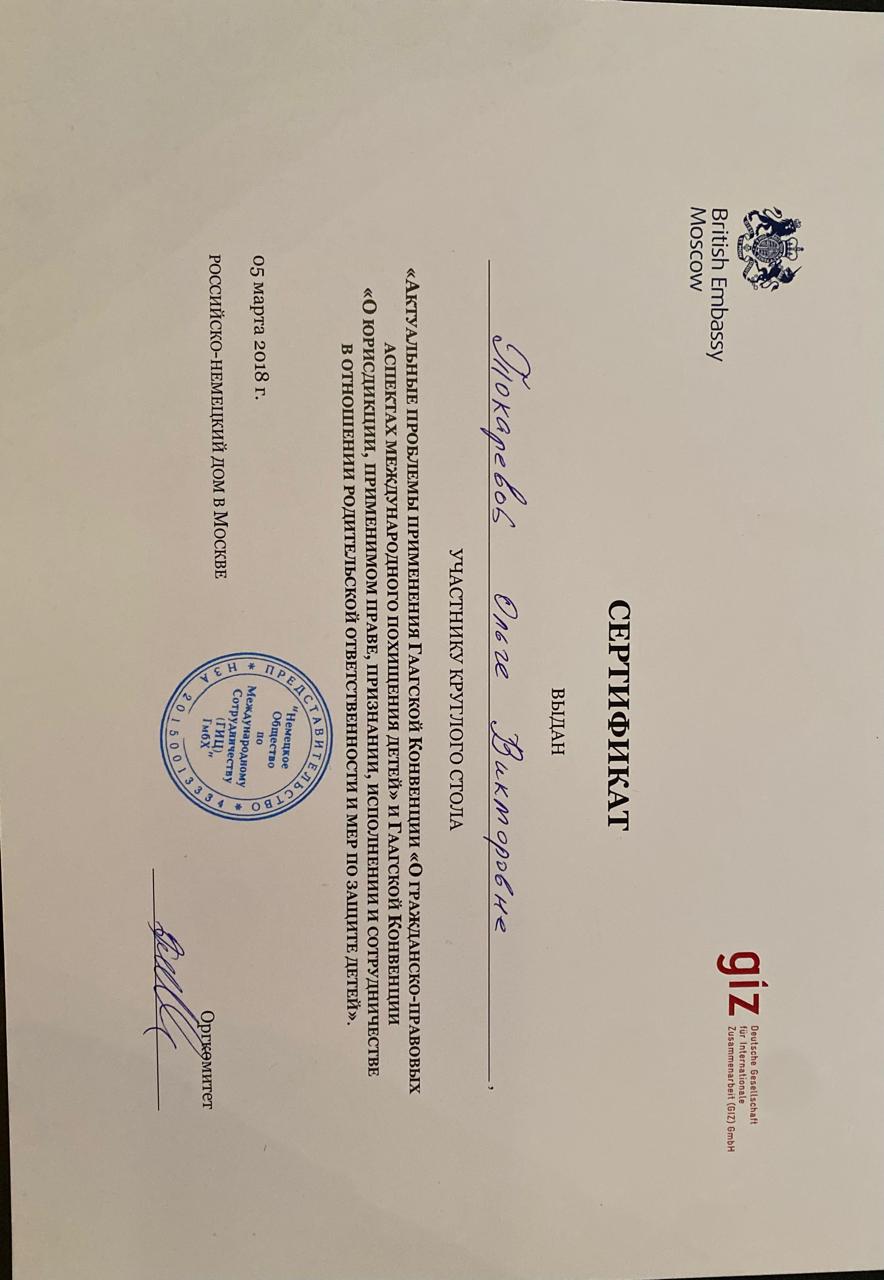 British Embassy
Moscow
giz
Deutsche Gesellschaft
für Internationale
Zusammenarbeit (GIZ) GmbH
СЕРТИФИКАТ
ВЫДАН
Токаревой Ольге Викторовне,
УЧАСТНИКУ КРУГЛОГО СТОЛА
«АКТУАЛЬНЫЕ ПРОБЛЕМЫ ПРИМЕНЕНИЯ ГААГСКОЙ КОНВЕНЦИИ «О ГРАЖДАНСКО-ПРАВОВЫХ
АСПЕКТАХ МЕЖДУНАРОДНОГО ПОХИЩЕНИЯ ДЕТЕЙ» И ГААГСКОЙ КОНВЕНЦИИ
«О ЮРИСДИКЦИИ, ПРИМЕНИМОМ ПРАВЕ, ПРИЗНАНИИ, ИСПОЛНЕНИИ И СОТРУДНИЧЕСТВЕ
В ОТНОШЕНИИ РОДИТЕЛЬСКОЙ ОТВЕТСТВЕННОСТИ И МЕР ПО ЗАЩИТЕ ДЕТЕЙ».
* ПРЕДСТАВИТЕЛЬСТВО *
"Немецкое
Общество
по
Международному
Сотрудничеству
(ГИЦ)
ГмбХ"
НЗА 20150013334
05 марта 2018 г.
РОССИЙСКО-НЕМЕЦКИЙ ДОМ В МОСКВЕ
Оргкомитет